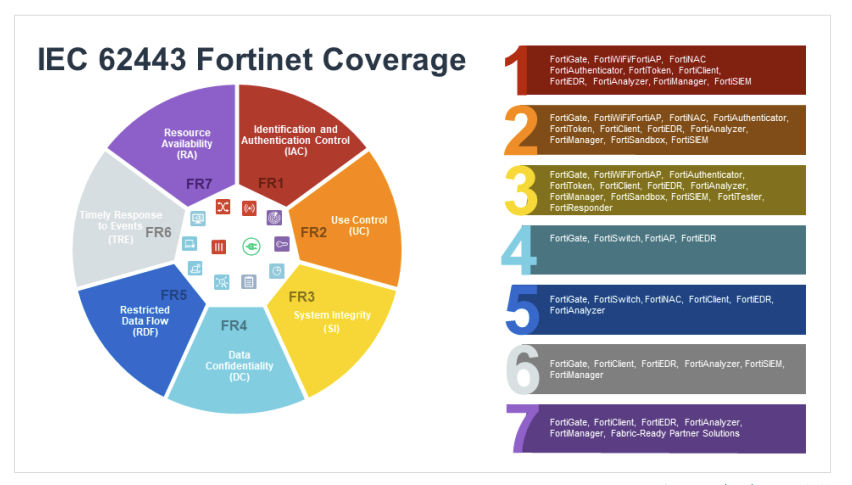 IEC 62443 Fortinet Coverage
Resource
Availability
(RA)
FR7
Identification and
Authentication Control
(IAC)
FR1
Use Control
(UC)
FR2
FR3
System Integrity
(SI)
FR4
Data
Confidentiality
(DC)
FR5
Restricted
Data Flow
(RDF)
Timely Response
to Events
(TRE)
FR6
1
FortiGate, FortiWiFi/FortiAP, FortiNAC
FortiAuthenticator, FortiToken, FortiClient,
FortiEDR, FortiAnalyzer, FortiManager, FortiSIEM
2
FortiGate, FortiWiFi/FortiAP, FortiNAC, FortiAuthenticator,
FortiToken, FortiClient, FortiEDR, FortiAnalyzer,
FortiManager, FortiSandbox, FortiSIEM
3
FortiGate, FortiWiFi/FortiAP, FortiAuthenticator,
FortiToken, FortiClient, FortiEDR, FortiAnalyzer,
FortiManager, FortiSandbox, FortiSIEM, FortiTester,
FortiResponder
4
FortiGate, FortiSwitch, FortiAP, FortiEDR
5
FortiGate, FortiSwitch, FortiNAC, FortiClient, FortiEDR,
FortiAnalyzer
6
FortiGate, FortiClient, FortiEDR, FortiAnalyzer, FortiSIEM,
FortiManager
7
FortiGate, FortiClient, FortiEDR, FortiAnalyzer,
FortiManager, Fabric-Ready Partner Solutions